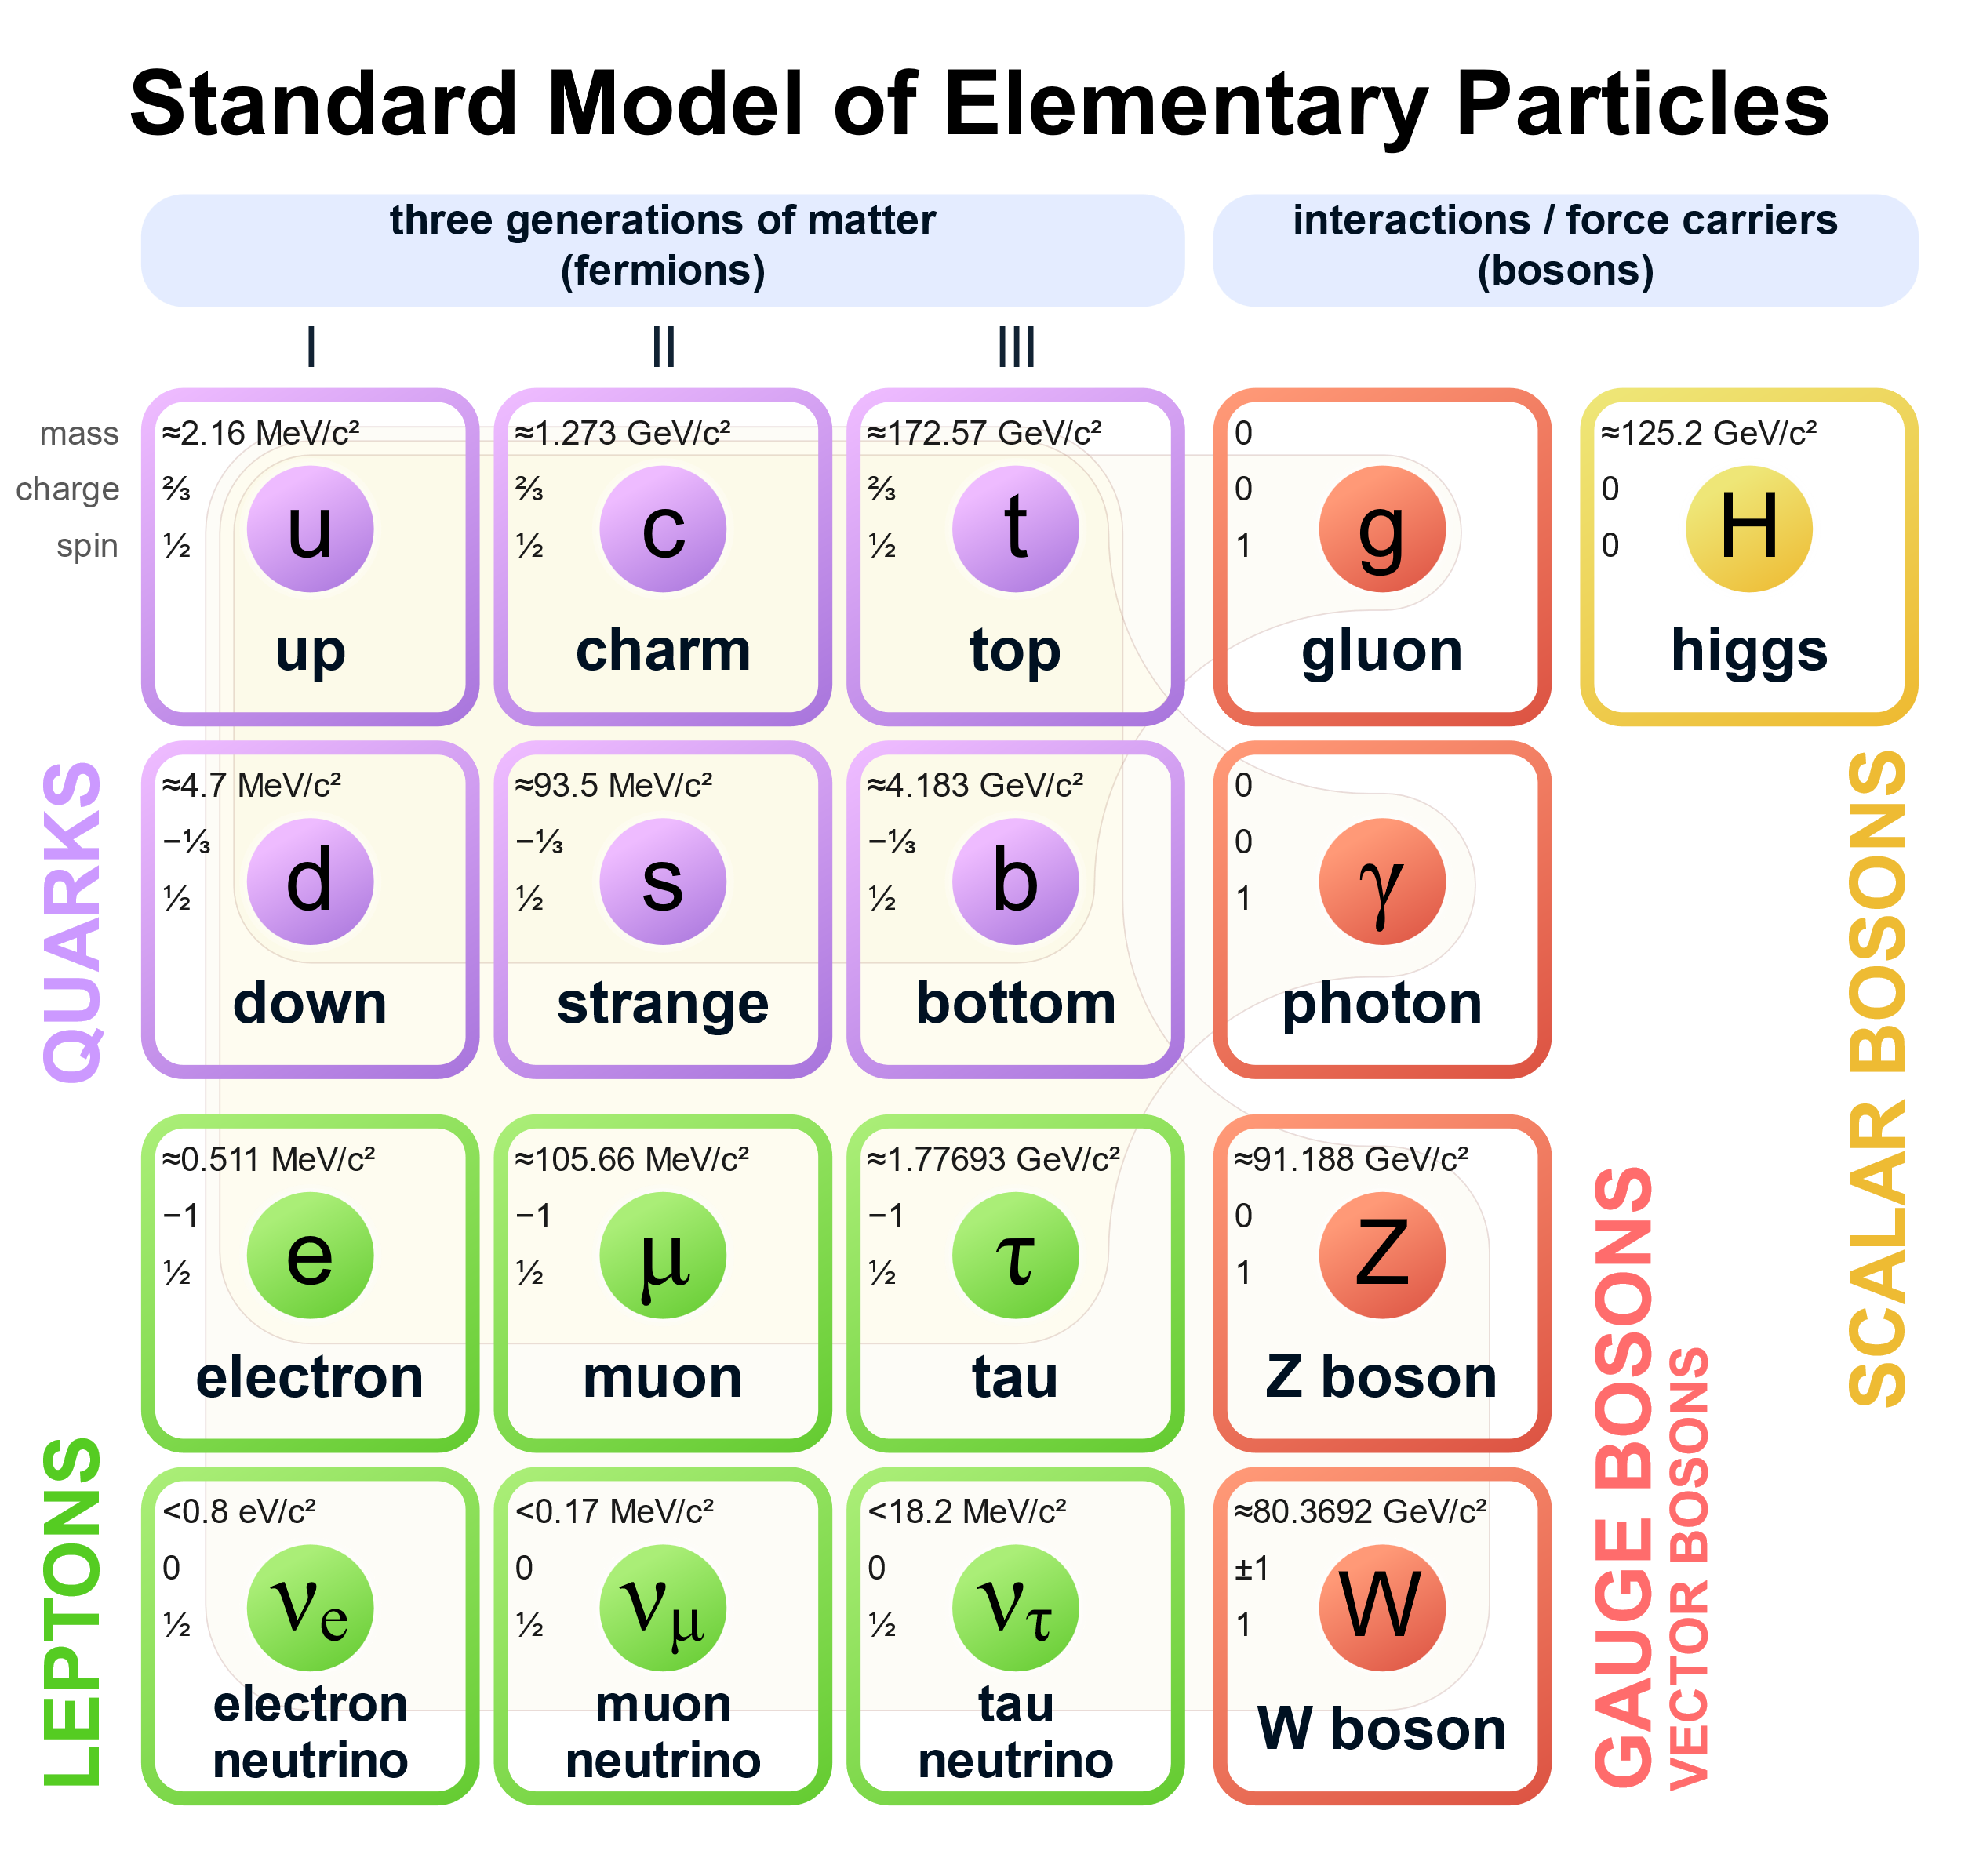 Standard Model of Elementary Particles
three generations of matter
(fermions)
interactions / force carriers
(bosons)
I
II
III
mass
charge
spin
≈2.16 MeV/c²
⅔
½
u
up
≈1.273 GeV/c²
⅔
½
c
charm
≈172.57 GeV/c²
⅔
½
t
top
0
0
1
g
gluon
≈125.2 GeV/c²
0
0
H
higgs
QUARKS
≈4.7 MeV/c²
−⅓
½
d
down
≈93.5 MeV/c²
−⅓
½
s
strange
≈4.183 GeV/c²
−⅓
½
b
bottom
0
0
1
γ
photon
SCALAR BOSONS
LEPTONS
≈0.511 MeV/c²
−1
½
e
electron
≈105.66 MeV/c²
−1
½
μ
muon
≈1.77693 GeV/c²
−1
½
τ
tau
≈91.188 GeV/c²
0
1
Z
Z boson
<0.8 eV/c²
0
½
νe
electron
neutrino
<0.17 MeV/c²
0
½
νμ
muon
neutrino
<18.2 MeV/c²
0
½
ντ
tau
neutrino
≈80.3692 GeV/c²
±1
1
W
W boson
GAUGE BOSONS
VECTOR BOSONS